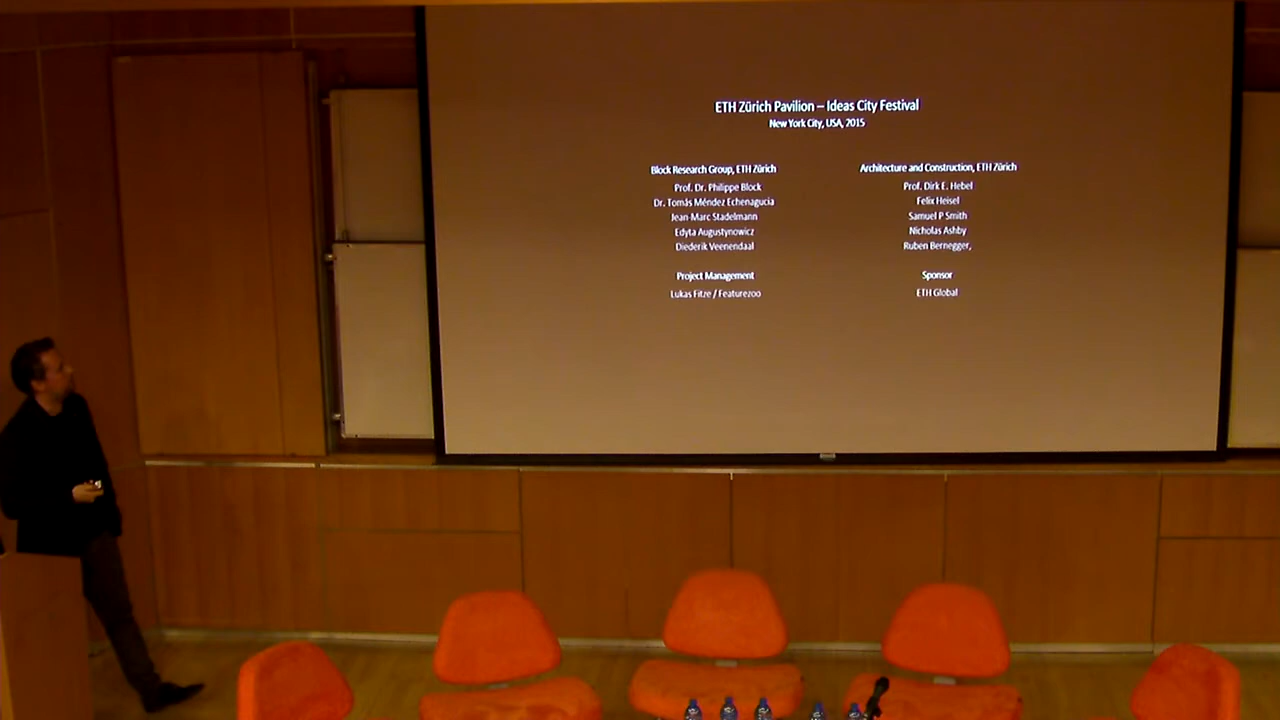 ETH Zürich Pavilion – Ideas City Festival
New York City, USA, 2015
Block Research Group, ETH Zürich
Prof. Dr. Philippe Block
Dr. Tomás Méndez Echenagucia
Jean-Marc Stadelmann
Edyta Augustynowicz
Diederik Veenendaal
Project Management
Lukas Fitze / Featurezoo
Architecture and Construction, ETH Zürich
Prof. Dirk E. Hebel
Felix Heisel
Samuel P Smith
Nicholas Ashby
Ruben Bernegger,
Sponsor
ETH Global